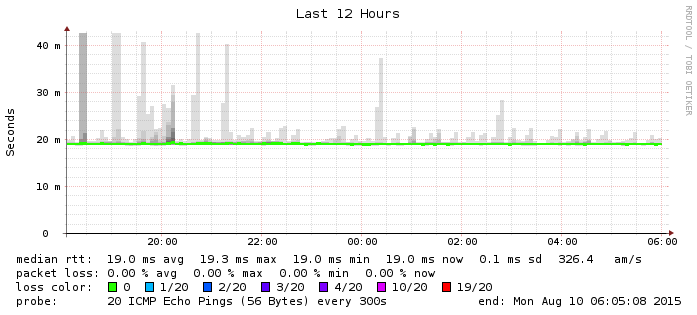 Last 12 Hours
RRDTOOL / TOBI OETIKER
Seconds
40 m
30 m
20 m
10 m
0
20:00 22:00 00:00 02:00 04:00 06:00
median rtt: 19.0 ms avg 19.3 ms max 19.0 ms min 19.0 ms now 0.1 ms sd 326.4 am/s
packet loss: 0.00 % avg 0.00 % max 0.00 % min 0.00 % now
loss color: 0 1/20 2/20 3/20 4/20 10/20 19/20
probe: 20 ICMP Echo Pings (56 Bytes) every 300s end: Mon Aug 10 06:05:08 2015